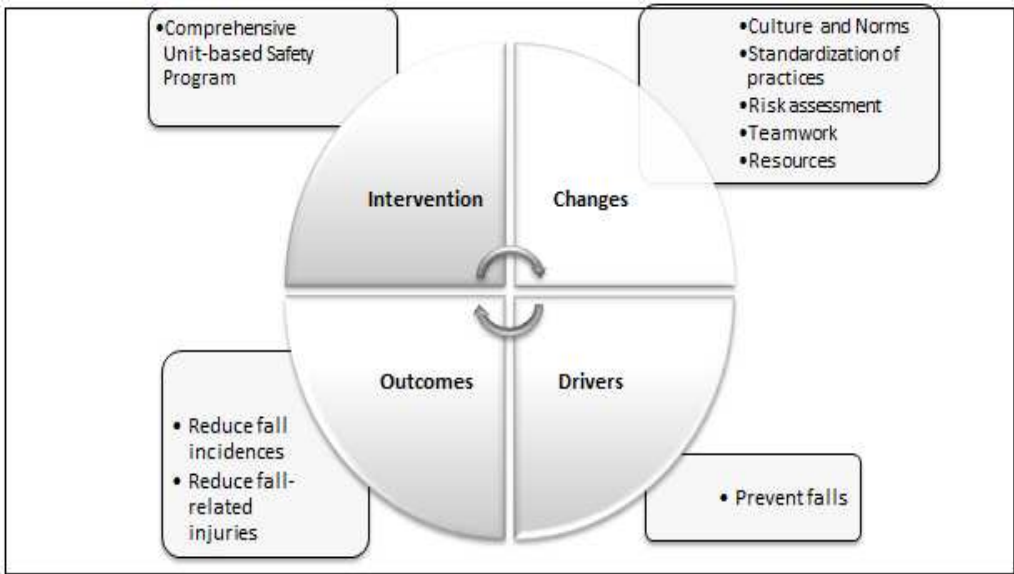 •Comprehensive
Unit-based Safety
Program
•Culture and Norms
•Standardization of
practices
•Risk assessment
•Teamwork
•Resources
Intervention
Changes
Outcomes
Drivers
• Reduce fall
incidences
• Reduce fall-
related
injuries
• Prevent falls